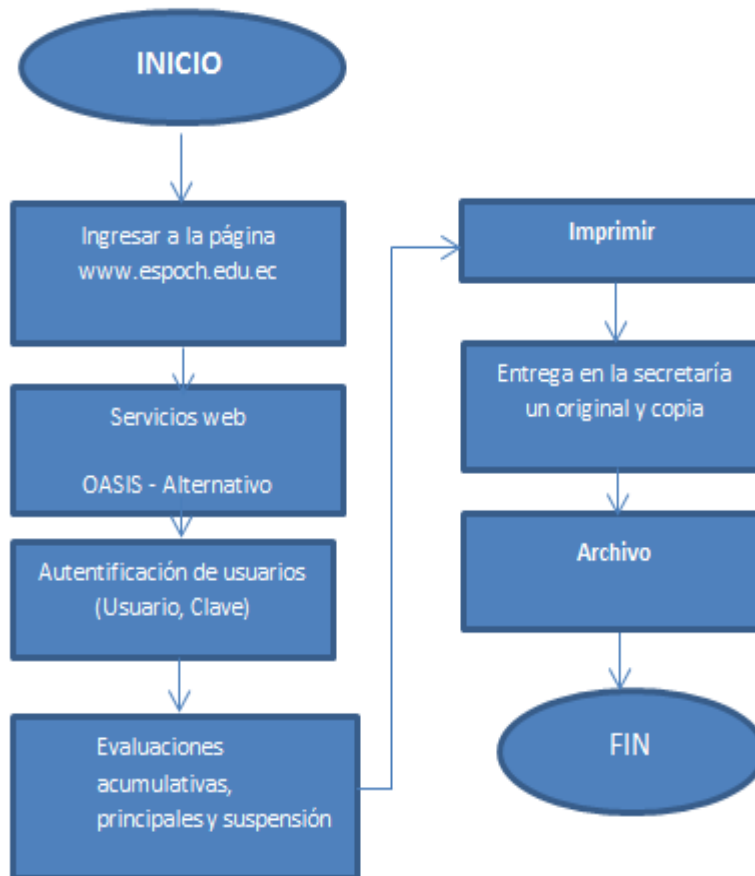 INICIO
Ingresar a la página
www.espoch.edu.ec
Servicios web
OASIS - Alternativo
Autentificación de usuarios
(Usuario, Clave)
Evaluaciones
acumulativas,
principales y suspensión
Imprimir
Entrega en la secretaría
un original y copia
Archivo
FIN